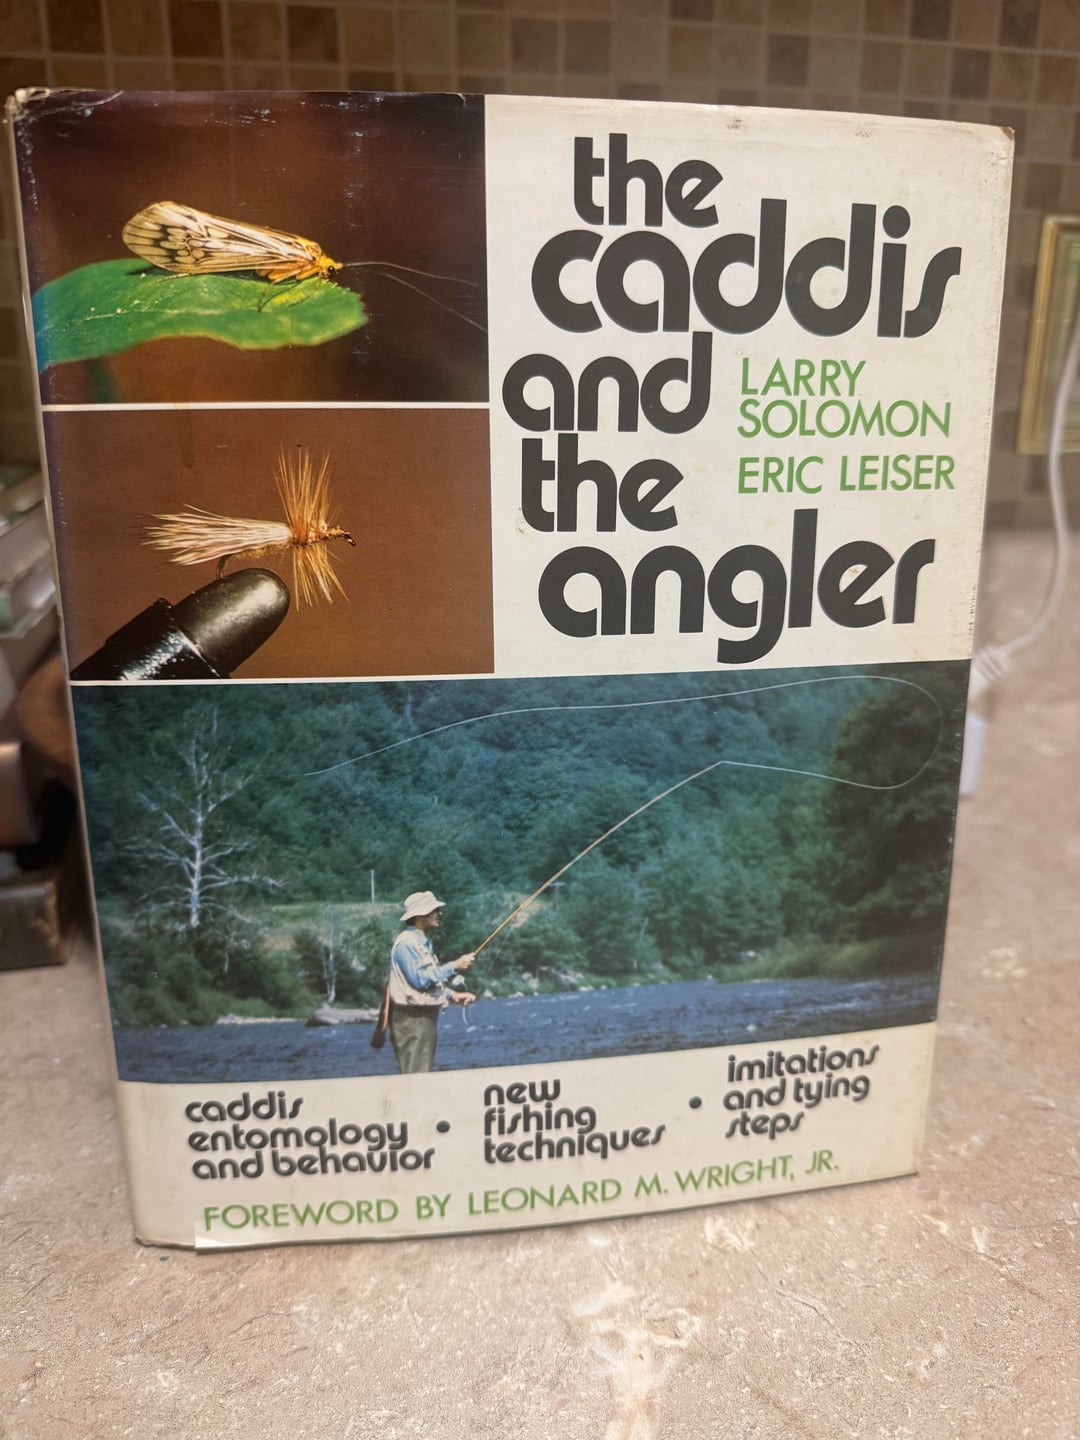 the
caddis
and
the
angler
LARRY
SOLOMON
ERIC LEISER
caddis
entomology
and behavior
•
new
fishing
techniques
•
imitations
and tying
steps
FOREWORD BY LEONARD M. WRIGHT, JR.